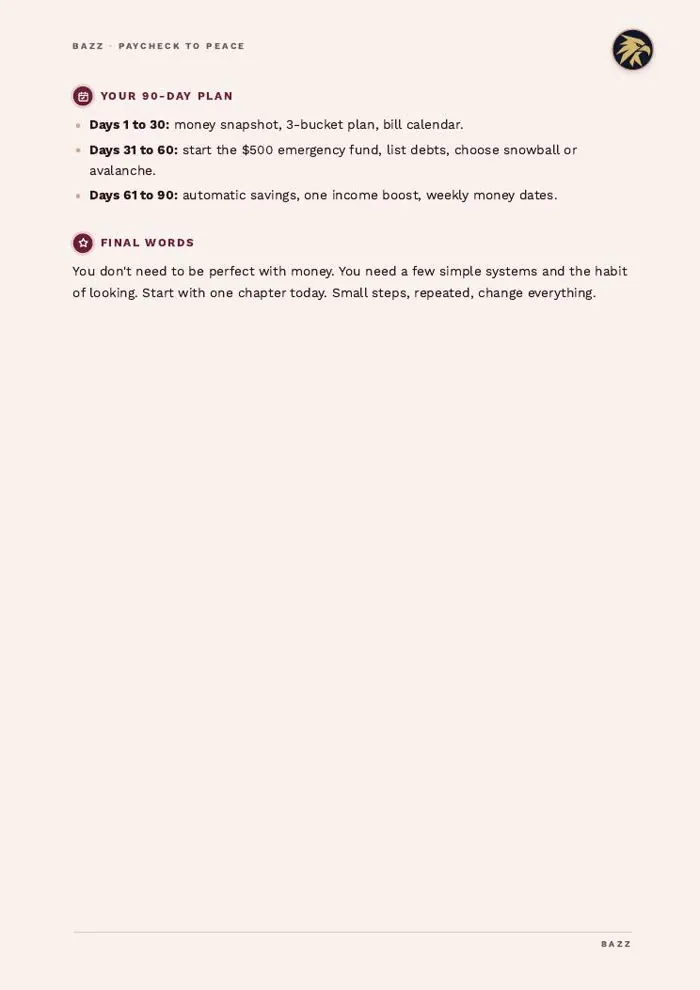 BAZZ · PAYCHECK TO PEACE
YOUR 90-DAY PLAN
Days 1 to 30: money snapshot, 3-bucket plan, bill calendar.
Days 31 to 60: start the $500 emergency fund, list debts, choose snowball or
avalanche.
Days 61 to 90: automatic savings, one income boost, weekly money dates.
FINAL WORDS
You don't need to be perfect with money. You need a few simple systems and the habit
of looking. Start with one chapter today. Small steps, repeated, change everything.
BAZZ